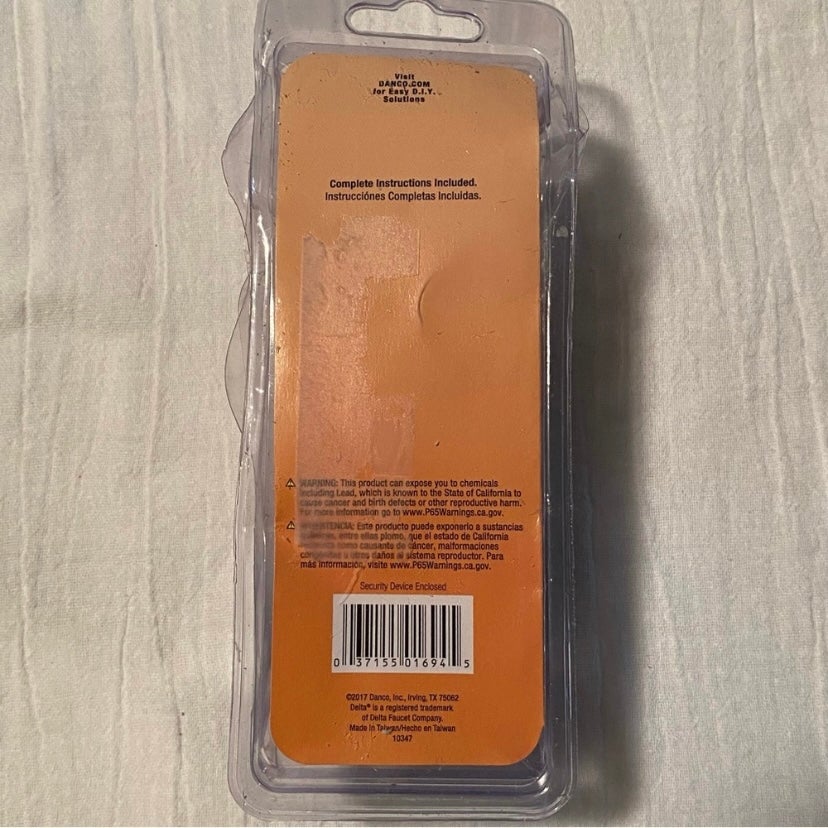 Visit
DANCO.COM
for Easy D.I.Y.
Solutions
Complete Instructions Included.
Instrucciónes Completas Incluidas.
WARNING: This product can expose you to chemicals
including Lead, which is known to the State of California to
cause cancer and birth defects or other reproductive harm.
For more information go to www.P65Warnings.ca.gov.
Este producto puede exponerlo a sustancias
químicas, entre ellas plomo, que el estado de California
como causante de cáncer, malformaciones
congénitas u otros daños al sistema reproductor. Para
más información, visite www.P65Warnings.ca.gov.
Security Device Enclosed
0 37155 01694 5
©2017 Danco, Inc., Irving, TX 75062
Delta® is a registered trademark
of Delta Faucet Company.
Made In Taiwan/Hecho en Taiwan
10347